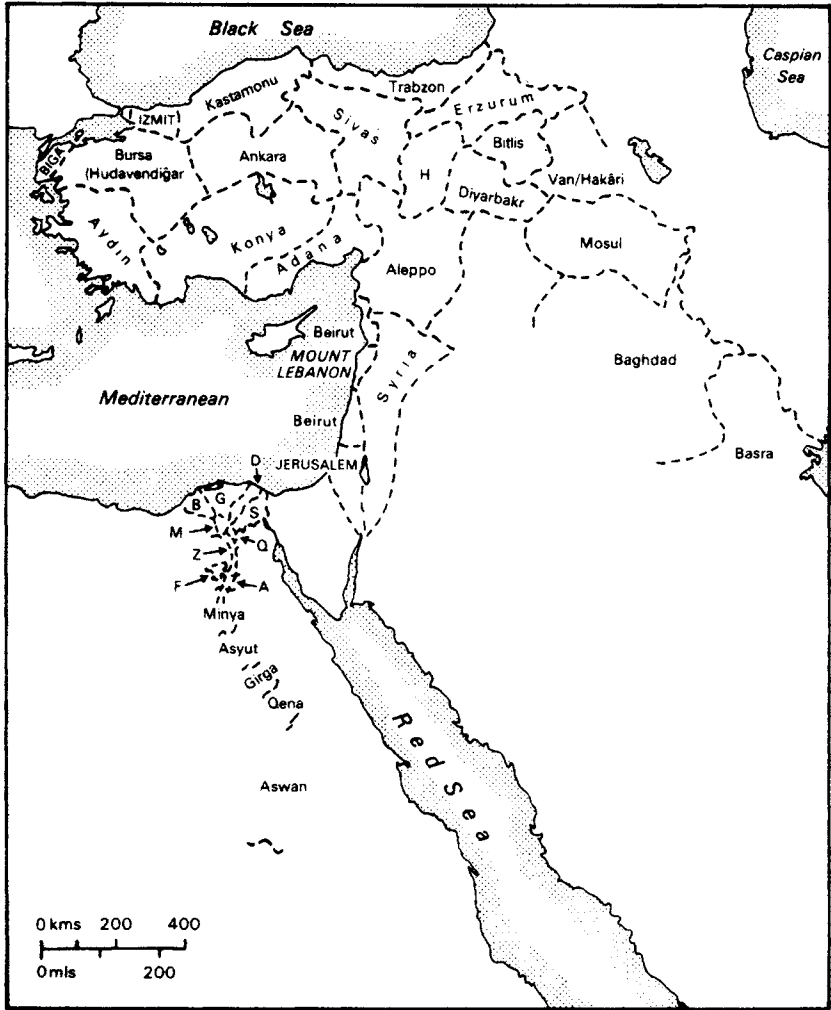 Black Sea
Caspian
Sea
Trabzon
Kastamonu
Erzurum
IZMIT
Sivas
BIGA
Bursa
(Hudavendiğar
Ankara
H
Bitlis
Van/Hakâri
Diyarbakr
Aydin
Konya
Adana
Mosul
Aleppo
Beirut
MOUNT
LEBANON
Syria
Baghdad
Mediterranean
Beirut
Basra
D
JERUSALEM
B
G
S
M
Q
Z
F
A
Minya
Asyut
Girga
Qena
Red Sea
Aswan
0 kms 200 400
0 mls 200